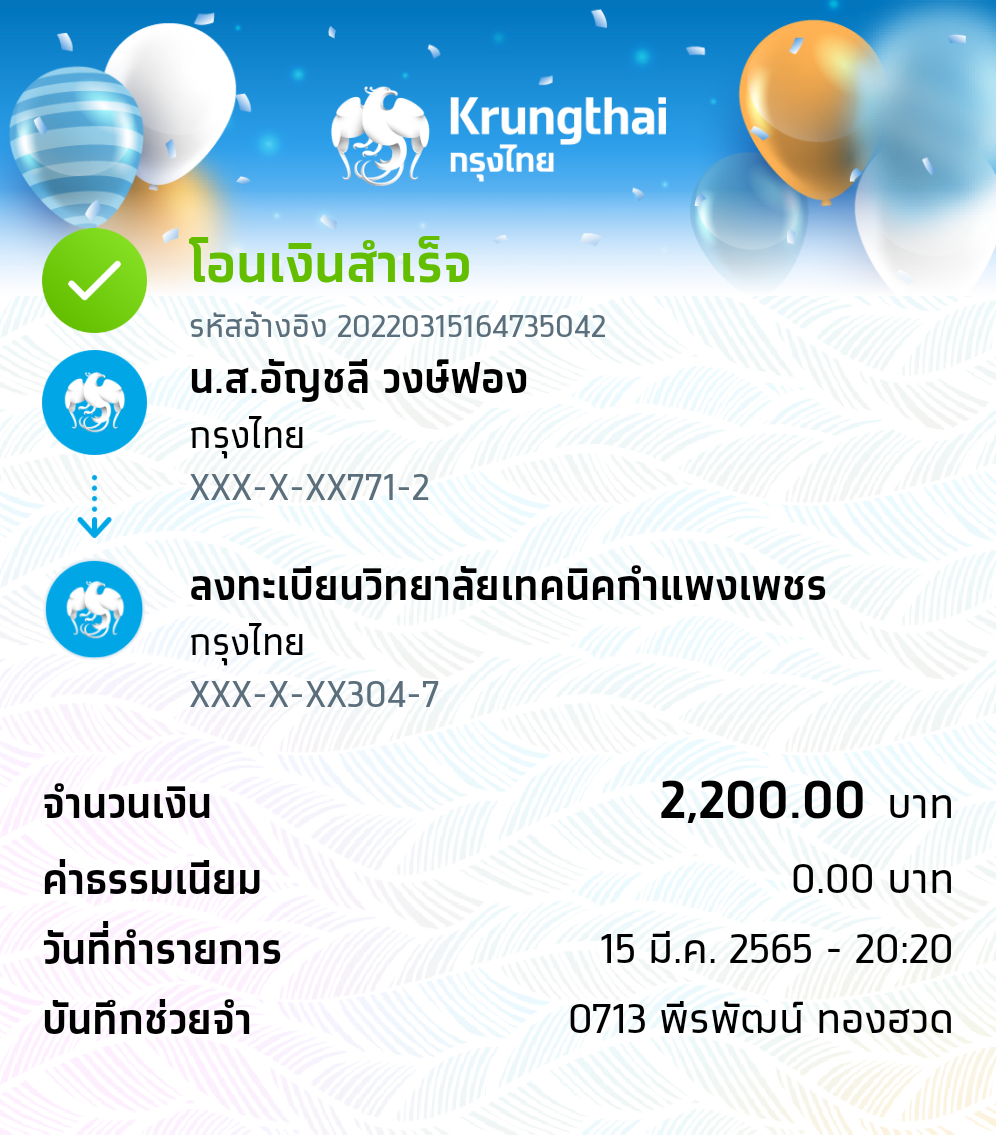 Krungthai
กรุงไทย
โอนเงินสำเร็จ
รหัสอ้างอิง 20220315164735042
น.ส.อัญชลี วงษ์ฟอง
กรุงไทย
XXX-X-XX771-2
ลงทะเบียนวิทยาลัยเทคนิคกำแพงเพชร
กรุงไทย
XXX-X-XX304-7
จำนวนเงิน 2,200.00 บาท
ค่าธรรมเนียม 0.00 บาท
วันที่ทำรายการ 15 มี.ค. 2565 - 20:20
บันทึกช่วยจำ 0713 พีรพัฒน์ ทองฮวด